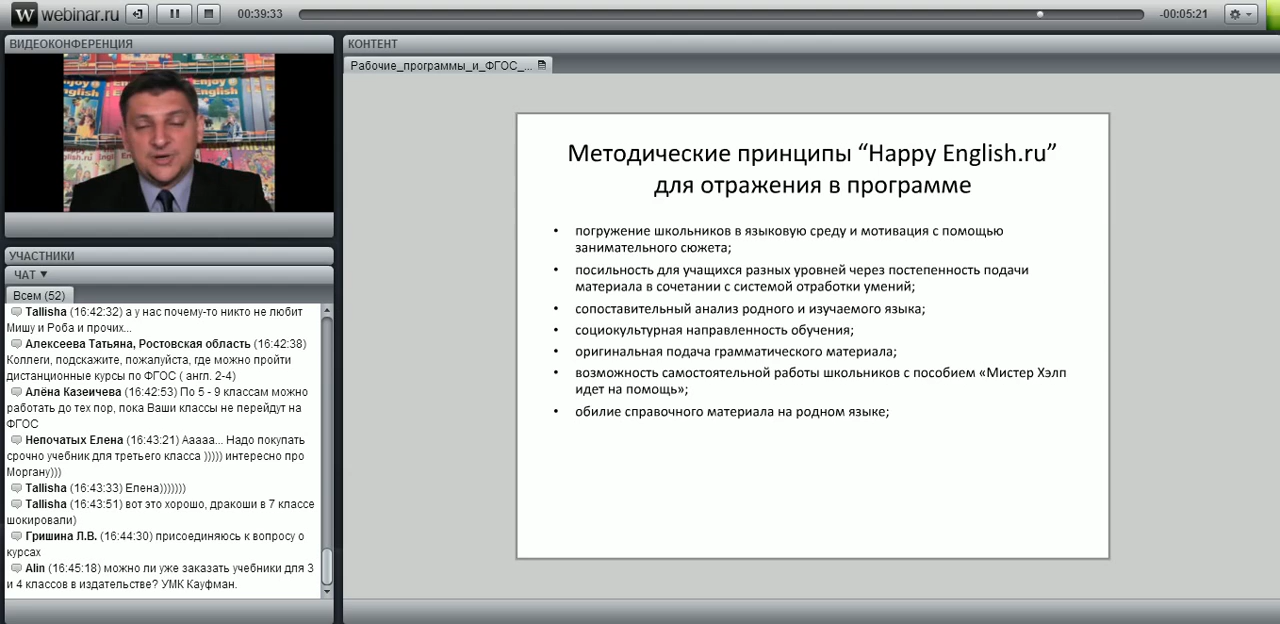 W webinar.ru
00:39:33
-00:05:21
ВИДЕОКОНФЕРЕНЦИЯ
Enjoy English
English
English.ru
УЧАСТНИКИ
ЧАТ ▼
Всем (52)
Tallisha (16:42:32) а у нас почему-то никто не любит
Мишу и Роба и прочих...
Алексеева Татьяна, Ростовская область (16:42:38)
Коллеги, подскажите, пожалуйста, где можно пройти
дистанционные курсы по ФГОС ( англ. 2-4)
Алёна Казеичева (16:42:53) По 5 - 9 классам можно
работать до тех пор, пока Ваши классы не перейдут на
ФГОС
Непочатых Елена (16:43:21) Ааааа... Надо покупать
срочно учебник для третьего класса ))))) интересно про
Моргану)))
Tallisha (16:43:33) Елена)))))))
Tallisha (16:43:51) вот это хорошо, дракоши в 7 классе
шокировали)
Гришина Л.В. (16:44:30) присоединяюсь к вопросу о
курсах
Alin (16:45:18) можно ли уже заказать учебники для 3
и 4 классов в издательстве? УМК Кауфман.
КОНТЕНТ
Рабочие_программы_и_ФГОС_...
Методические принципы “Happy English.ru”
для отражения в программе
• погружение школьников в языковую среду и мотивация с помощью
занимательного сюжета;
• посильность для учащихся разных уровней через постепенность подачи
материала в сочетании с системой отработки умений;
• сопоставительный анализ родного и изучаемого языка;
• социокультурная направленность обучения;
• оригинальная подача грамматического материала;
• возможность самостоятельной работы школьников с пособием «Мистер Хэлп
идет на помощь»;
• обилие справочного материала на родном языке;